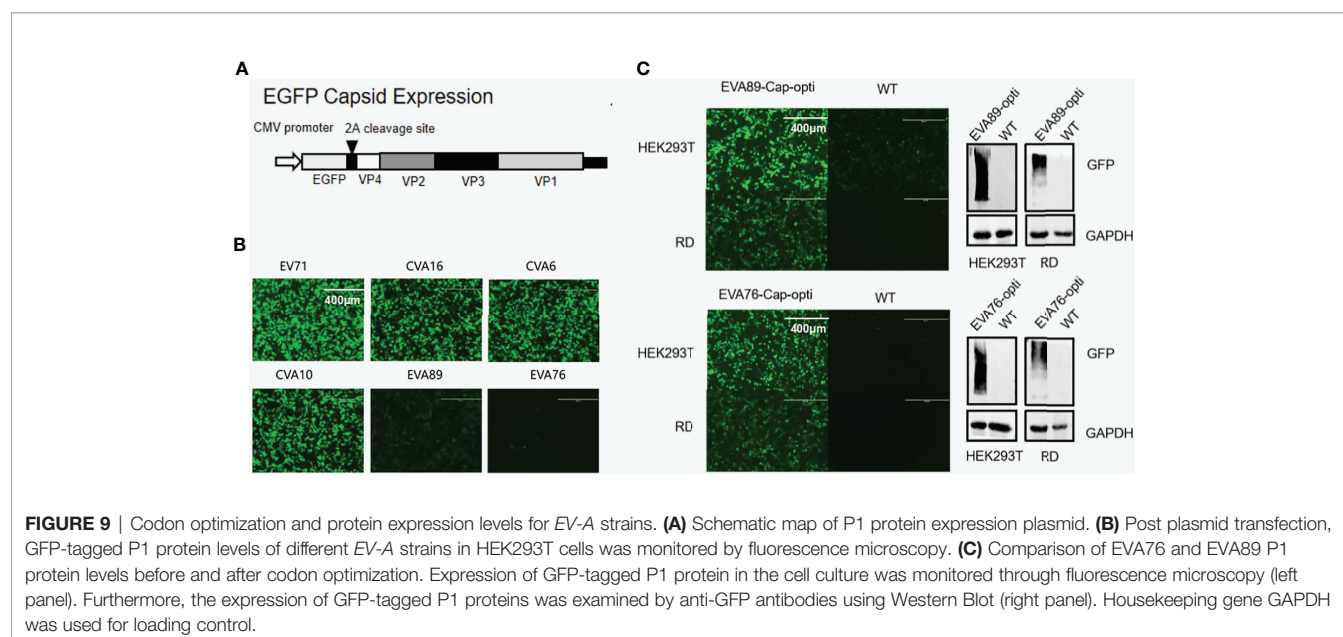 A
EGFP Capsid Expression
CMV promoter 2A cleavage site
EGFP VP4 VP2 VP3 VP1
B
EV71 CVA16 CVA6
400µm
CVA10 EVA89 EVA76
C
EVA89-Cap-opti WT
400µm
HEK293T
RD
EVA89-opti WT EVA89-opti WT
GFP
GAPDH
HEK293T RD
EVA76-Cap-opti WT
400µm
HEK293T
RD
EVA76-opti WT EVA76-opti WT
GFP
GAPDH
HEK293T RD
FIGURE 9 | Codon optimization and protein expression levels for EV-A strains. (A) Schematic map of P1 protein expression plasmid. (B) Post plasmid transfection,
GFP-tagged P1 protein levels of different EV-A strains in HEK293T cells was monitored by fluorescence microscopy. (C) Comparison of EVA76 and EVA89 P1
protein levels before and after codon optimization. Expression of GFP-tagged P1 protein in the cell culture was monitored through fluorescence microscopy (left
panel). Furthermore, the expression of GFP-tagged P1 proteins was examined by anti-GFP antibodies using Western Blot (right panel). Housekeeping gene GAPDH
was used for loading control.